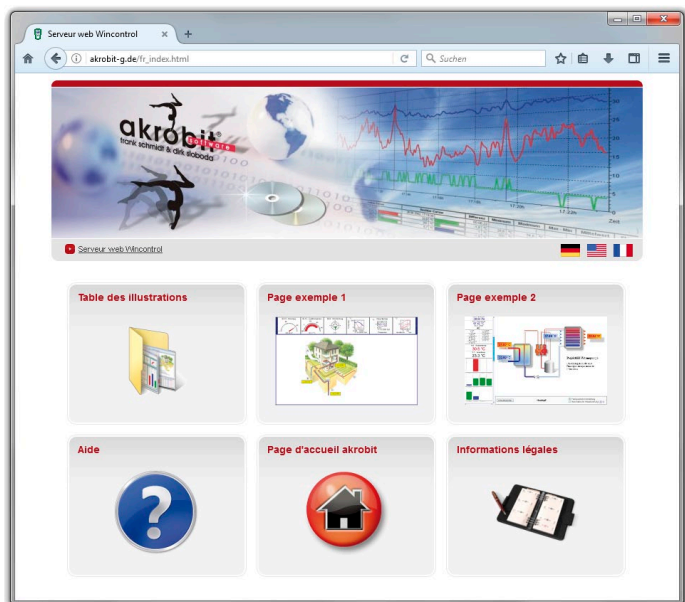 Serveur web Wincontrol
akrobit-g.de/fr_index.html
Suchen
akrobit
software
frank schmidt & dirk sloboda
Serveur web Wincontrol
Table des illustrations
Page exemple 1
Page exemple 2
Aide
Page d'accueil akrobit
Informations légales